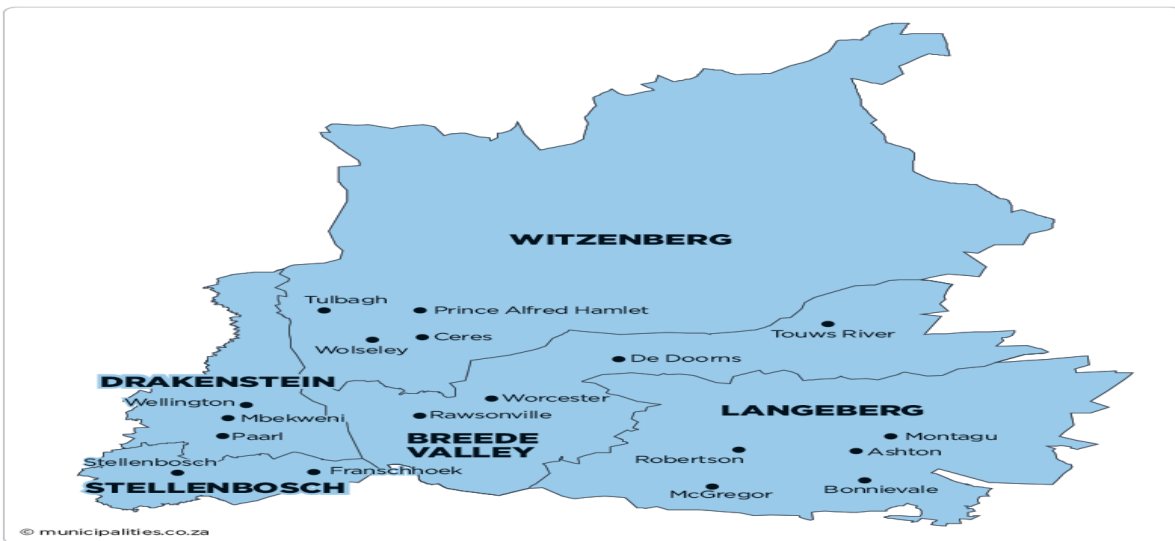 WITZENBERG
Tulbagh
Prince Alfred Hamlet
Wolseley
Ceres
Touws River
De Doorns
DRAKENSTEIN
Wellington
Mbekweni
Paarl
Worcester
Rawsonville
BREEDE
VALLEY
LANGEBERG
Montagu
Ashton
Robertson
McGregor
Bonnievale
Stellenbosch
Franschhoek
STELLENBOSCH
© municipalities.co.za